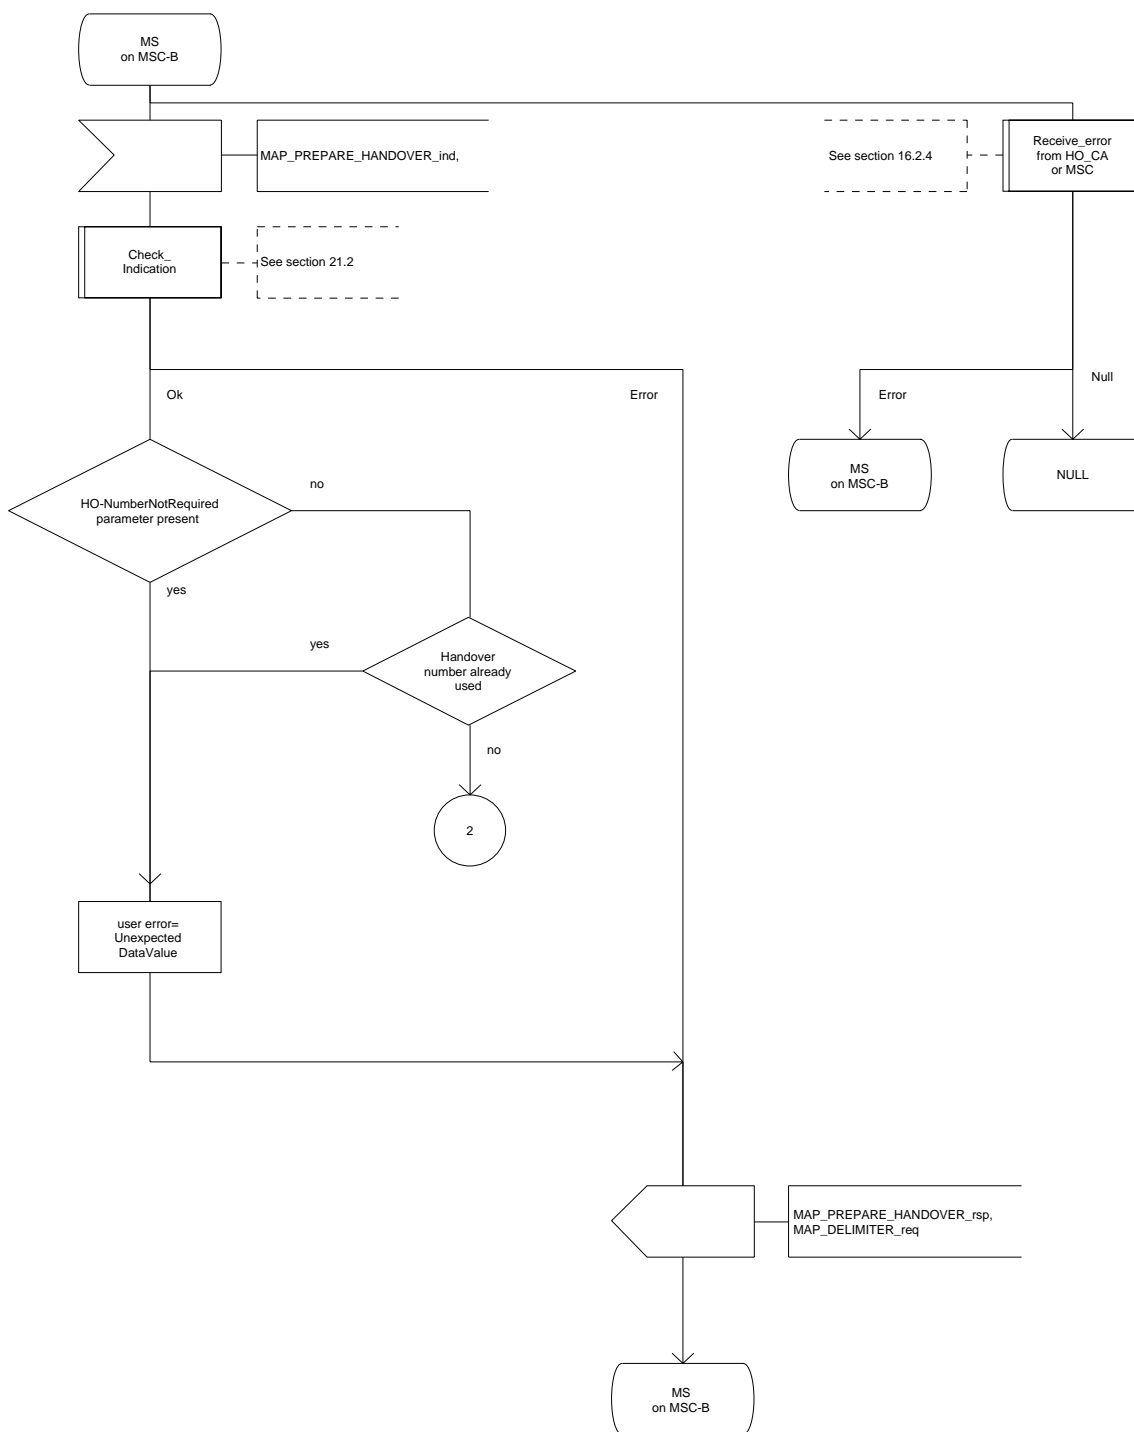 MS
on MSC-B
MAP_PREPARE_HANDOVER_ind,
See section 16.2.4
Receive_error
from HO_CA
or MSC
Check_
Indication
See section 21.2
Ok
Error
Error
Null
MS
on MSC-B
NULL
HO-NumberNotRequired
parameter present
no
yes
yes
Handover
number already
used
no
2
user error=
Unexpected
DataValue
MAP_PREPARE_HANDOVER_rsp,
MAP_DELIMITER_req
MS
on MSC-B